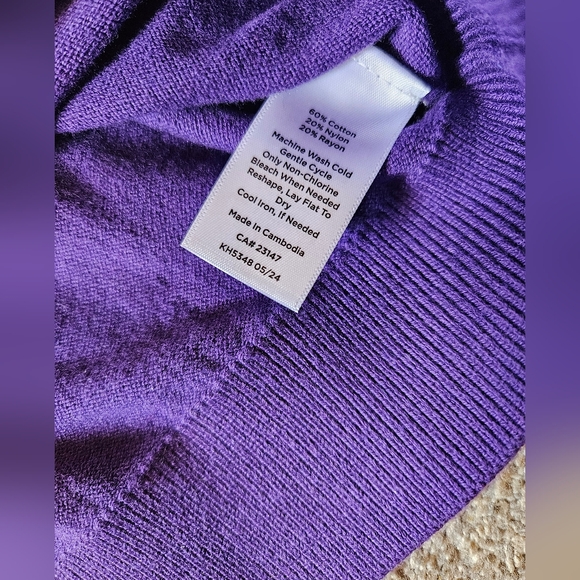 60% Cotton
20% Nylon
20% Rayon
Machine Wash Cold
Gentle Cycle
Only Non-Chlorine
Bleach When Needed
Reshape, Lay Flat To
Dry
Cool Iron, If Needed
Made in Cambodia
CA# 23147
KH5348 05/24